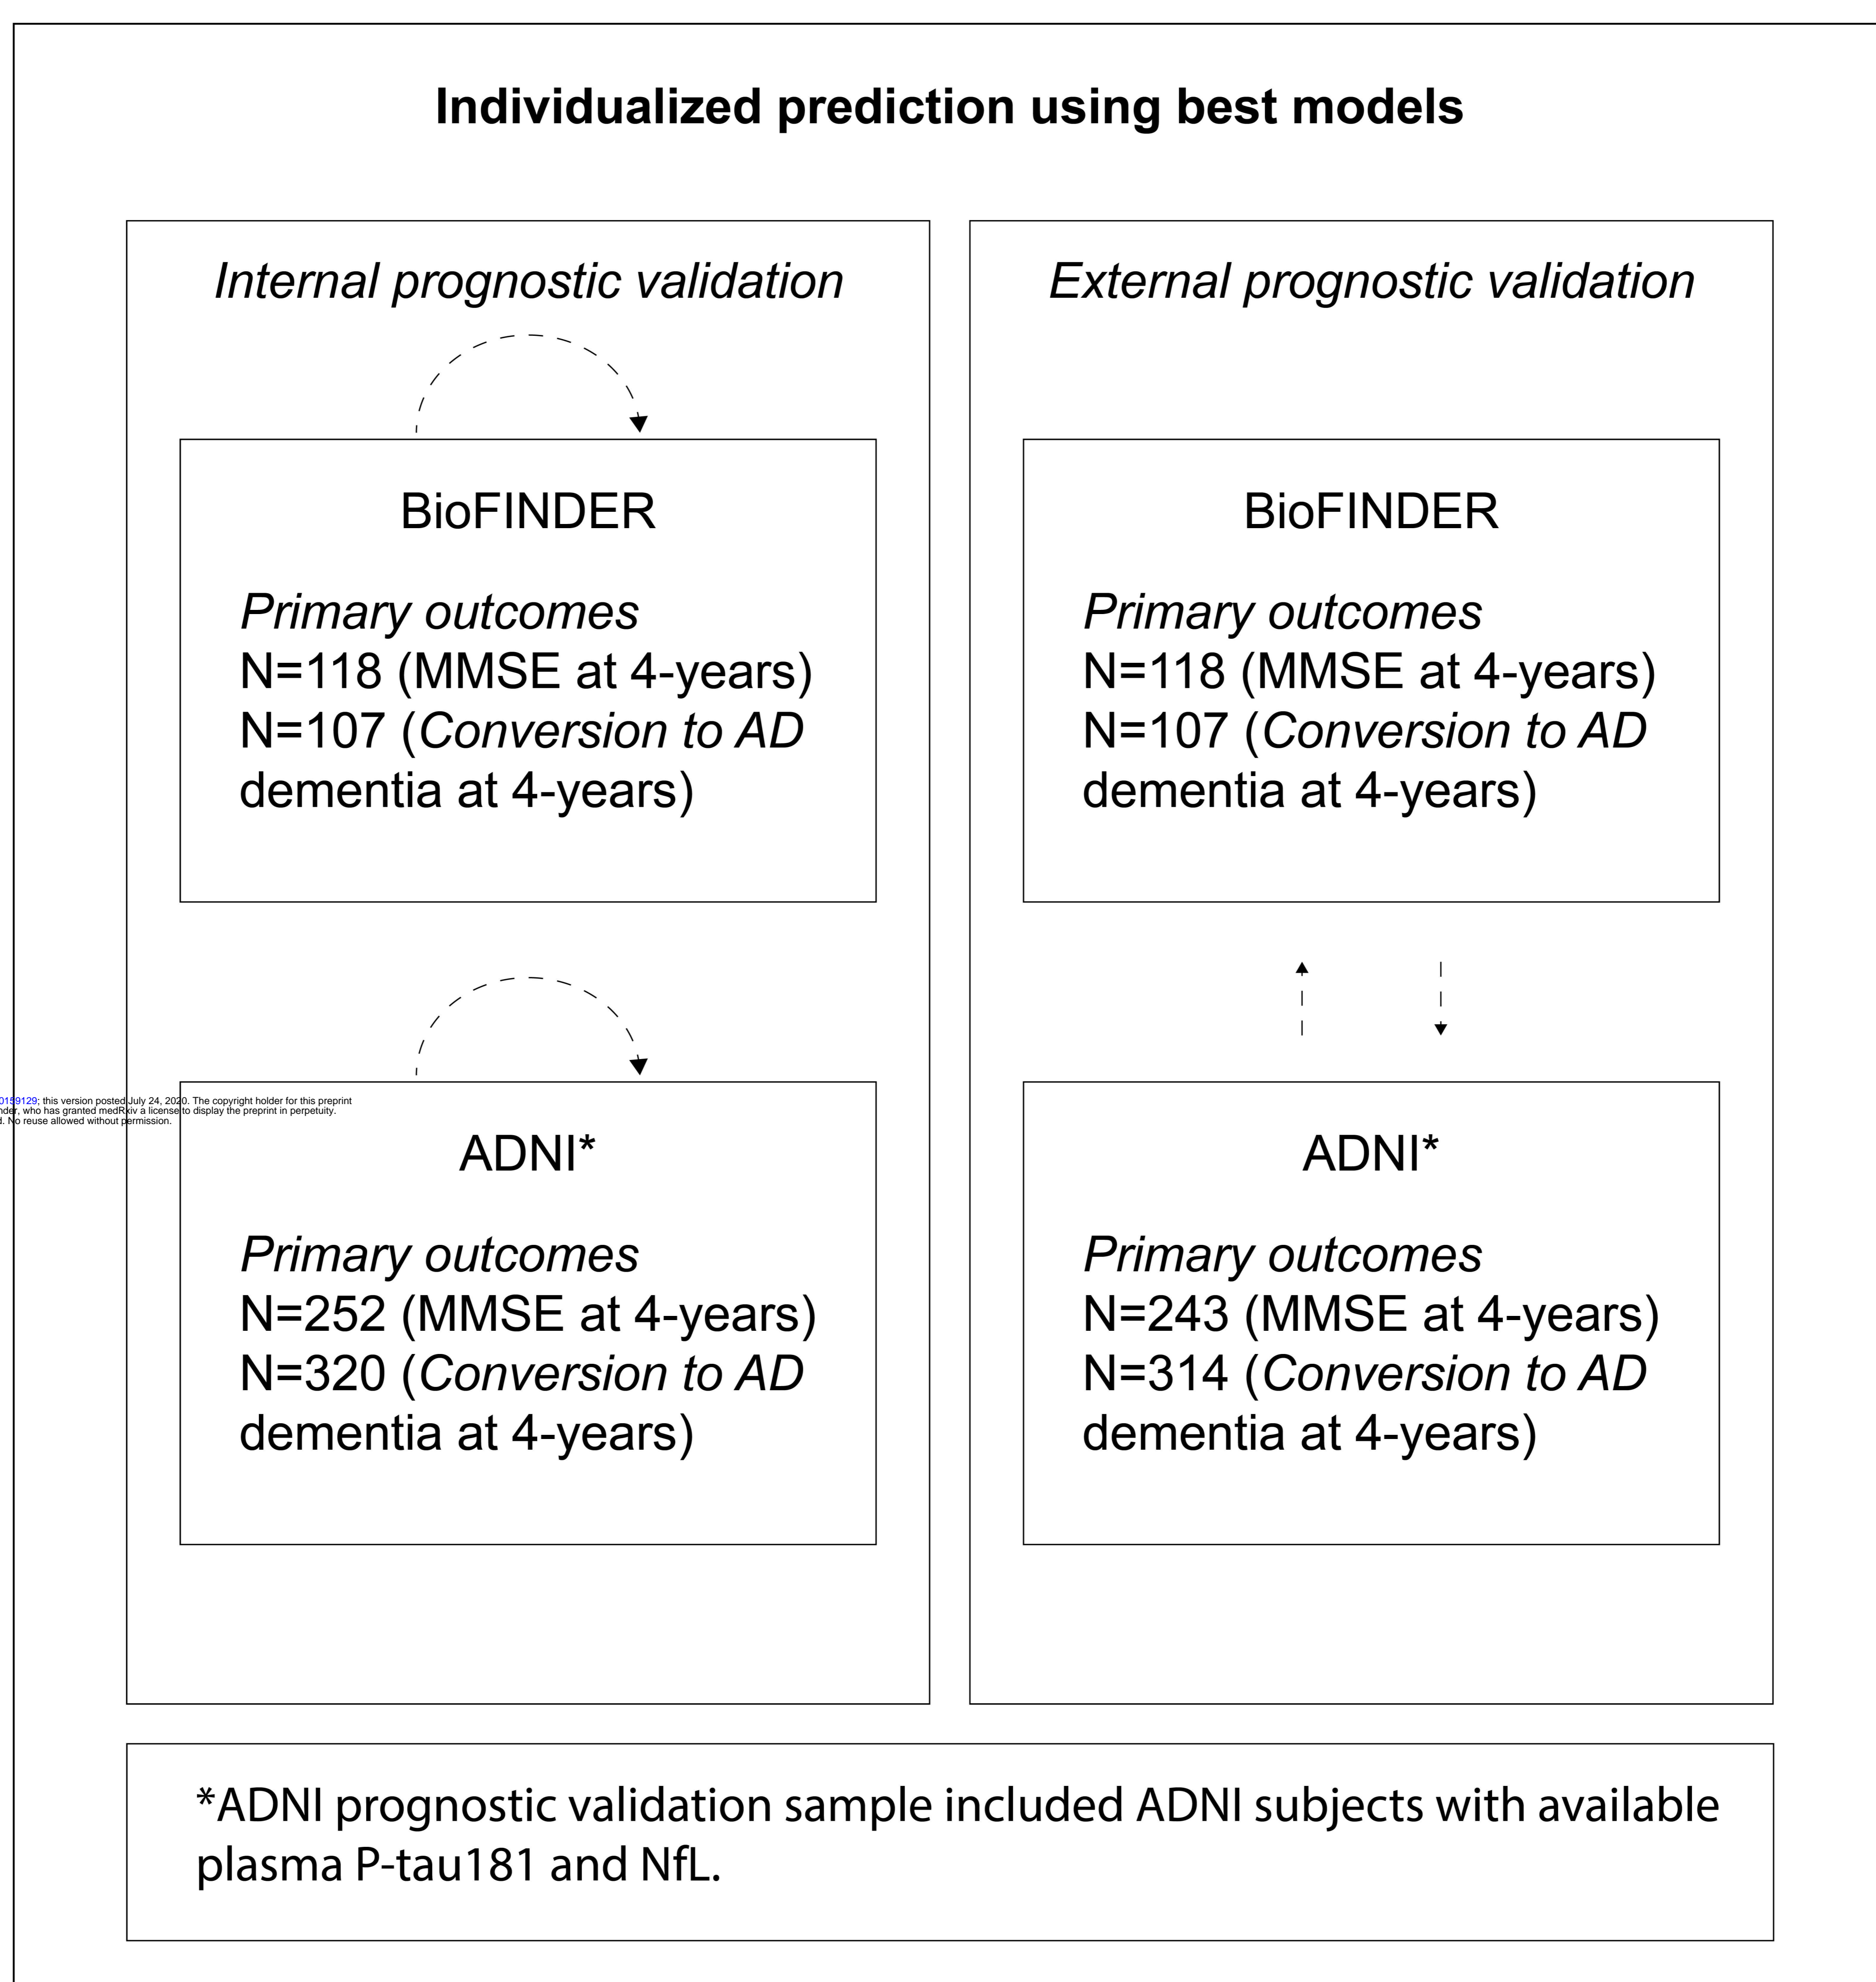 Individualized prediction using best models
Internal prognostic validation
BioFINDER
Primary outcomes
N=118 (MMSE at 4-years)
N=107 (Conversion to AD
dementia at 4-years)
ADNI*
Primary outcomes
N=252 (MMSE at 4-years)
N=320 (Conversion to AD
dementia at 4-years)
External prognostic validation
BioFINDER
Primary outcomes
N=118 (MMSE at 4-years)
N=107 (Conversion to AD
dementia at 4-years)
ADNI*
Primary outcomes
N=243 (MMSE at 4-years)
N=314 (Conversion to AD
dementia at 4-years)
; this version posted July 24, 2020. The copyright holder for this preprint
, who has granted medRxiv a license to display the preprint in perpetuity.
No reuse allowed without permission.
*ADNI prognostic validation sample included ADNI subjects with available
plasma P-tau181 and NfL.